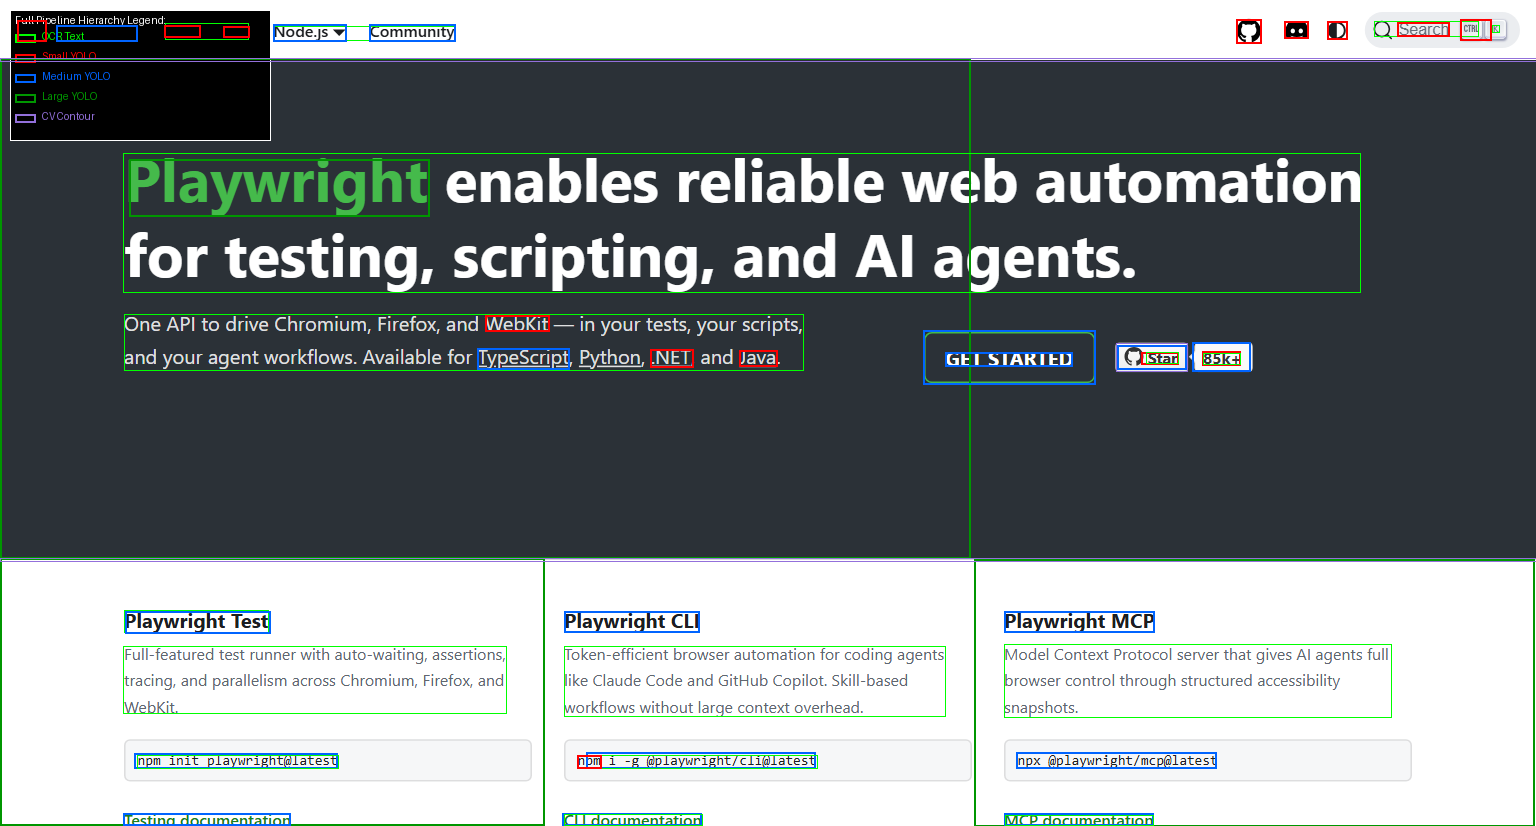 Full Pipeline Hierarchy Legend:
OCR Text
Small YOLO
Medium YOLO
Large YOLO
CV Contour
Node.js
Community
Search
CTRL K
Playwright enables reliable web automation
for testing, scripting, and AI agents.
One API to drive Chromium, Firefox, and WebKit — in your tests, your scripts,
and your agent workflows. Available for TypeScript, Python, .NET and Java.
GET STARTED
Star
85k+
Playwright Test
Full-featured test runner with auto-waiting, assertions,
tracing, and parallelism across Chromium, Firefox, and
WebKit.
npm init playwright@latest
Testing documentation
Playwright CLI
Token-efficient browser automation for coding agents
like Claude Code and GitHub Copilot. Skill-based
workflows without large context overhead.
npm i -g @playwright/cli@latest
CLI documentation
Playwright MCP
Model Context Protocol server that gives AI agents full
browser control through structured accessibility
snapshots.
npx @playwright/mcp@latest
MCP documentation